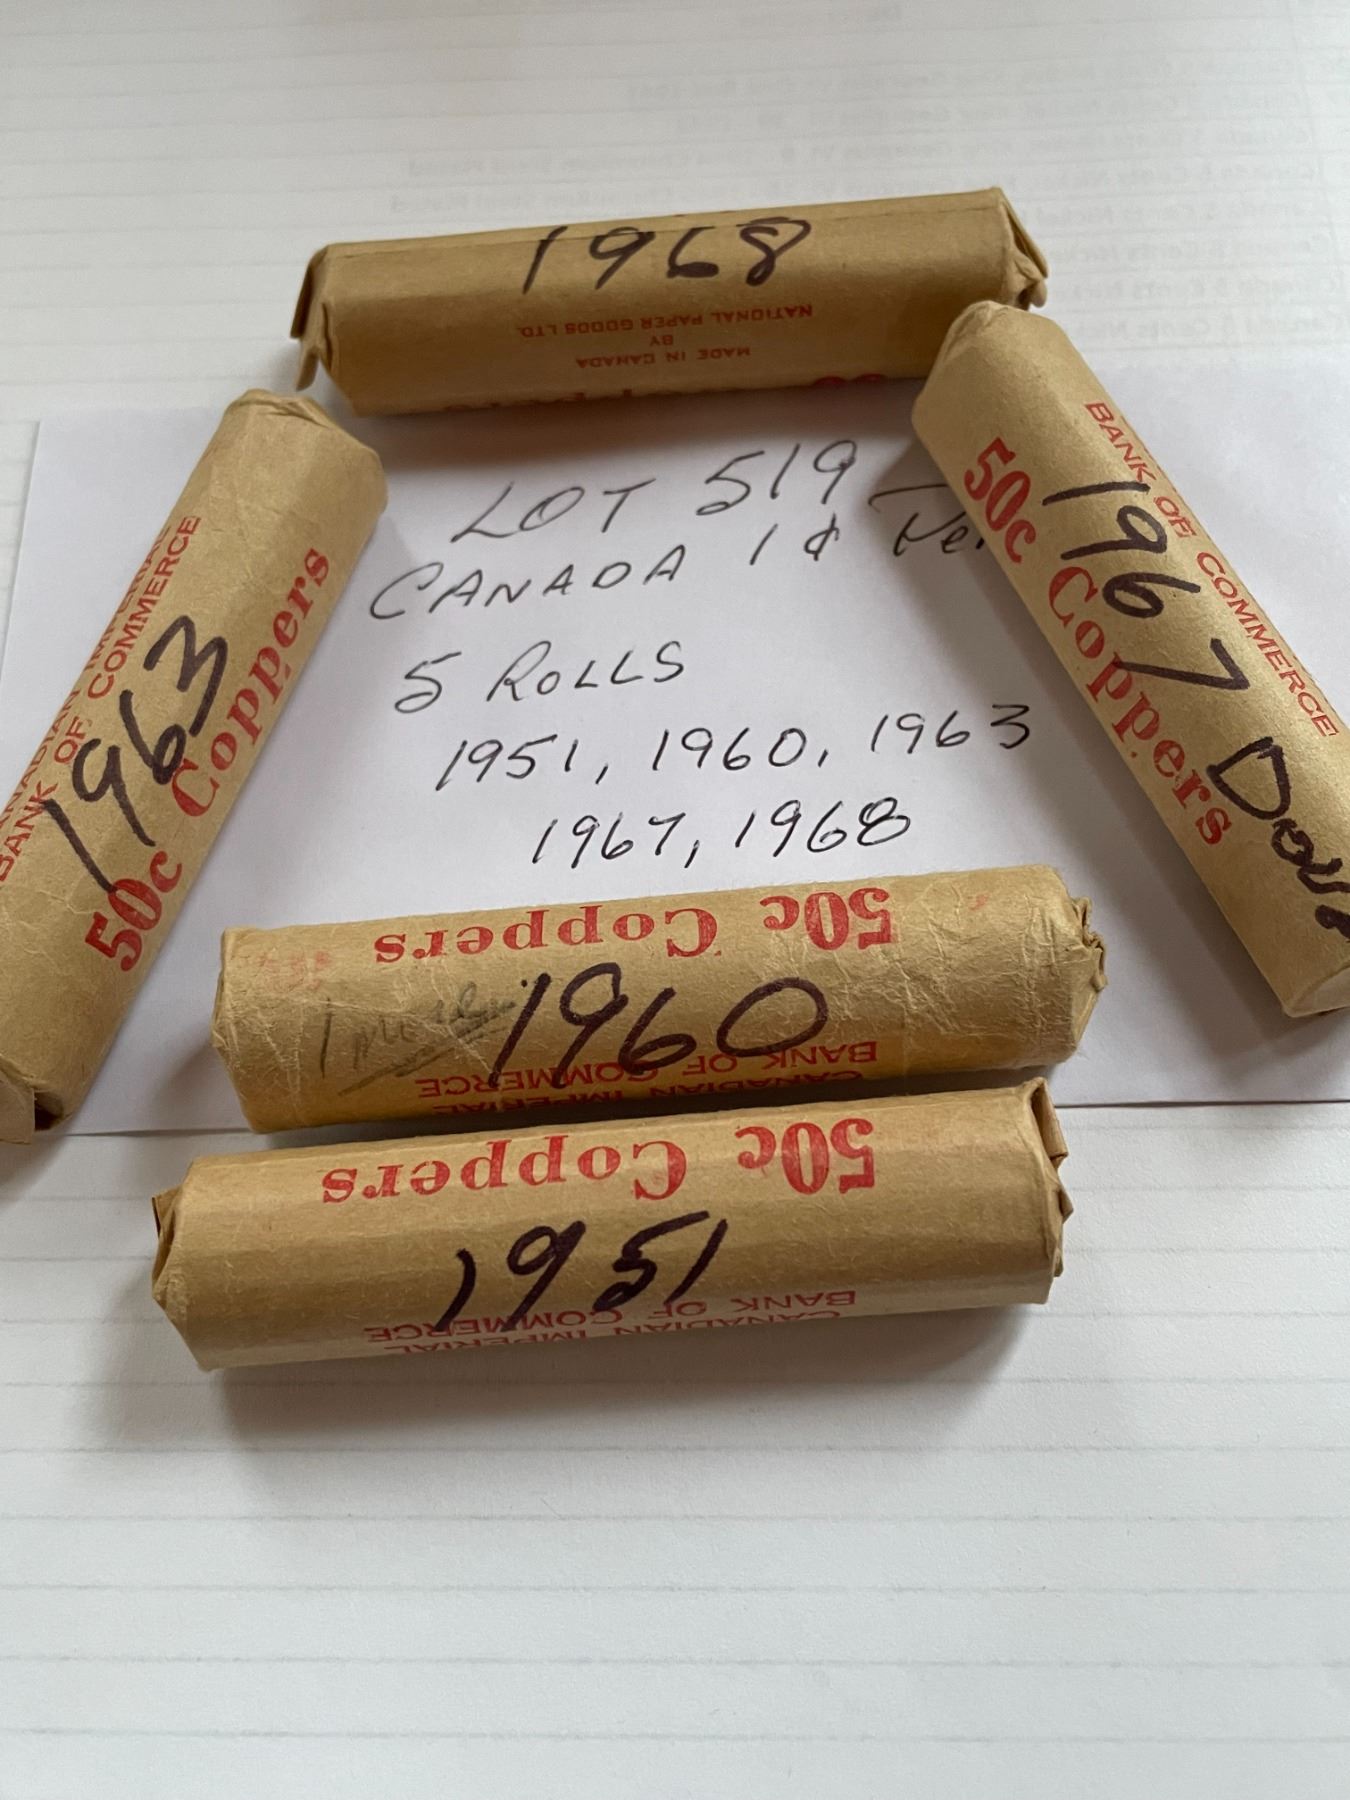 1968
NATIONAL PAPER GOODS LTD.
BY
MADE IN CANADA
LOT 519
CANADA 1¢
5 ROLLS
1951, 1960, 1963
1967, 1968
BANK OF COMMERCE
1963
50c Coppers
BANK OF COMMERCE
1967
50c Coppers
50c Coppers
1960
BANK OF COMMERCE
CANADIAN IMPERIAL
50c Coppers
1951
BANK OF COMMERCE
CANADIAN IMPERIAL